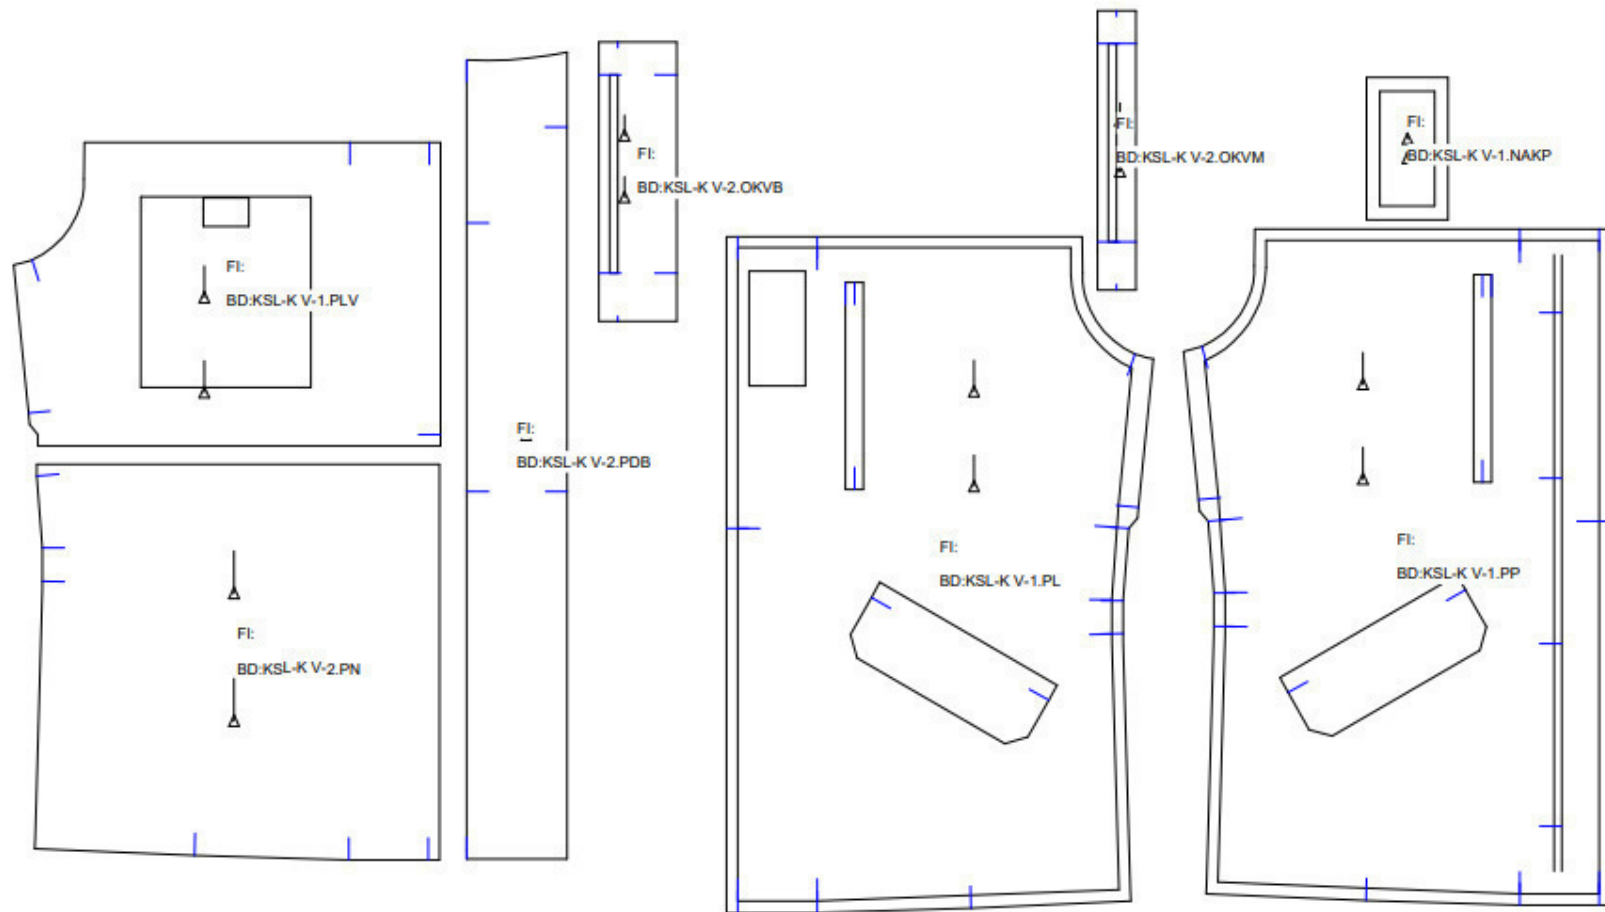 FI:
BD:KSL-K V-1.PLV
FI:
BD:KSL-K V-2.PN
FI:
BD:KSL-K V-2.PDB
FI:
BD:KSL-K V-2.OKVB
FI:
BD:KSL-K V-1.PL
FI:
BD:KSL-K V-2.OKVM
FI:
BD:KSL-K V-1.NAKP
FI:
BD:KSL-K V-1.PP